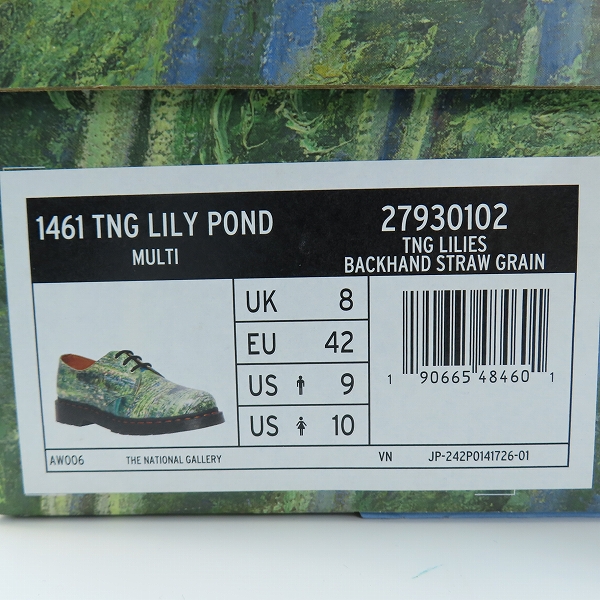 1461 TNG LILY POND
MULTI
27930102
TNG LILIES
BACKHAND STRAW GRAIN
UK 8
EU 42
US 9
US 10
1 90665 48460 1
AW006 THE NATIONAL GALLERY
VN JP-242P0141726-01